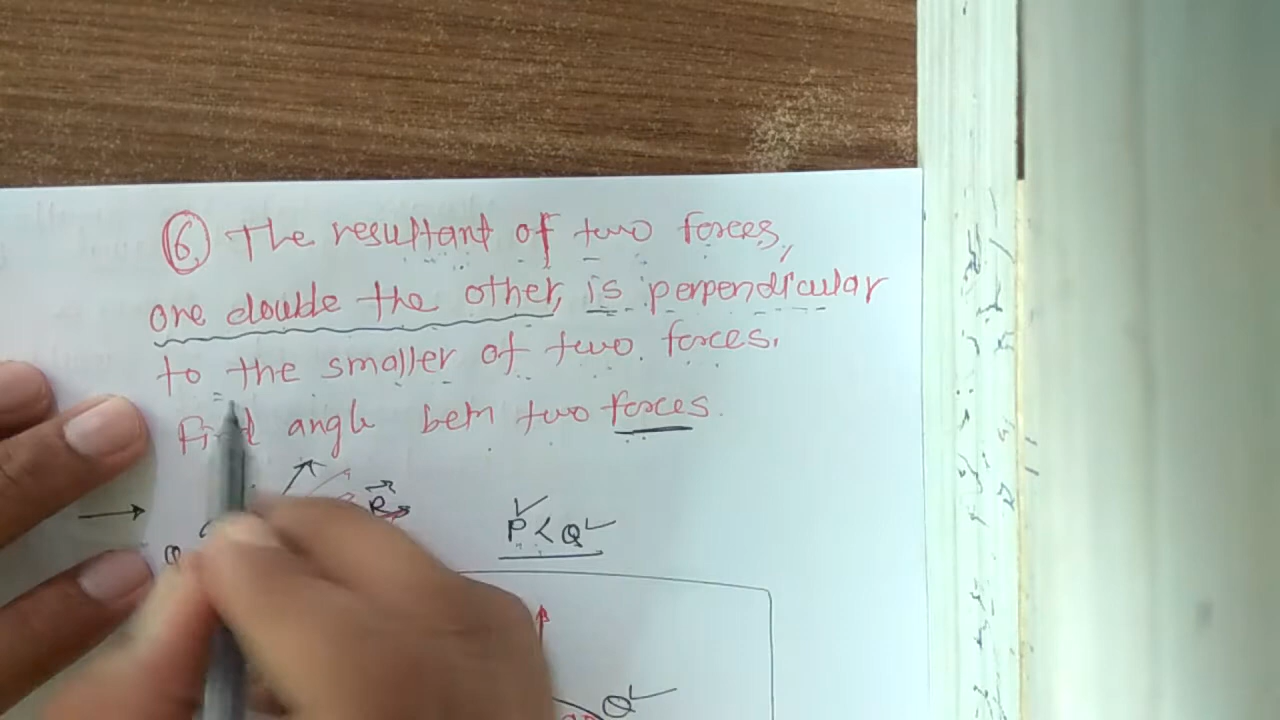 6. The resultant of two forces,
one double the other, is perpendicular
to the smaller of two forces.
Find angle betn two forces.
R
P < Q
Q
Q